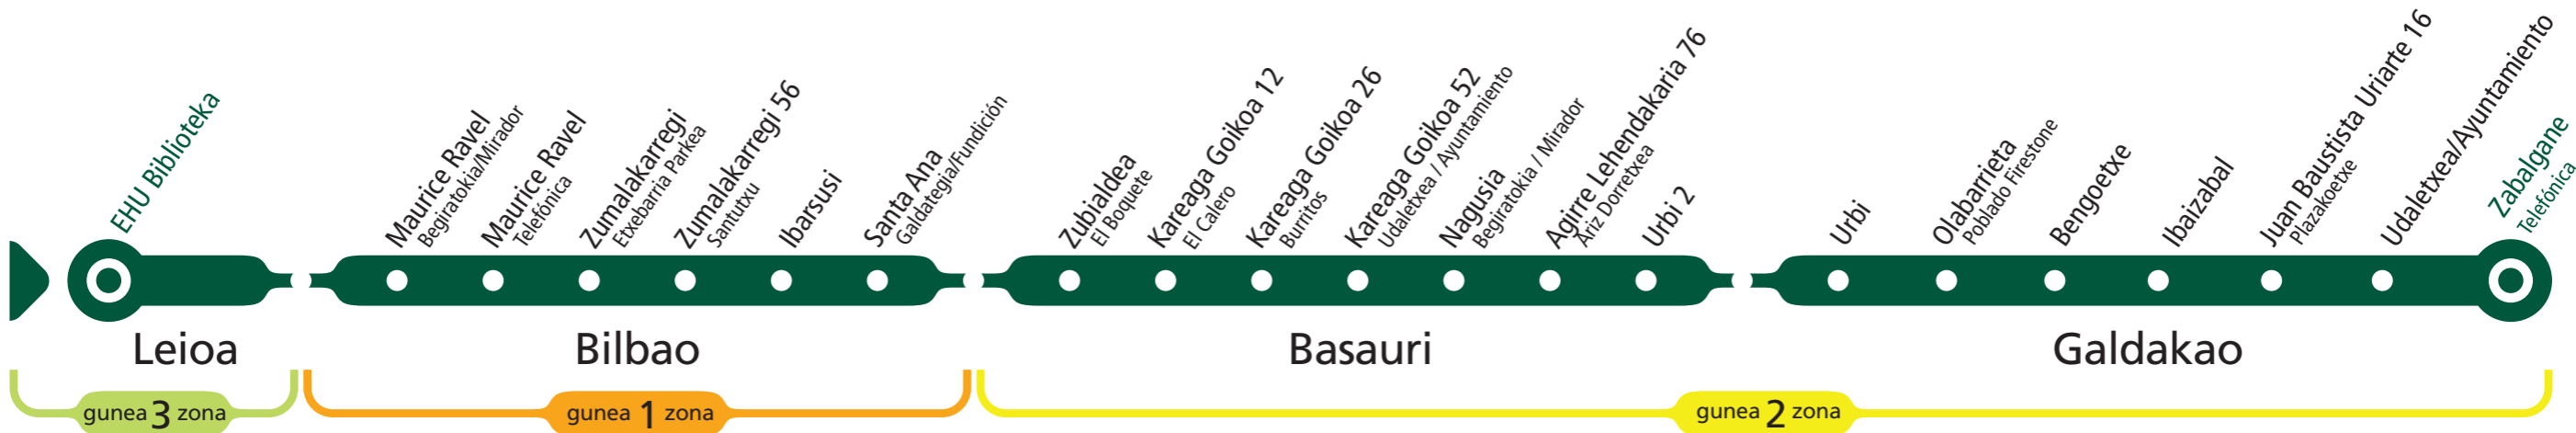 EHU Biblioteka
Maurice Ravel
Begiratokia/Mirador
Maurice Ravel
Telefónica
Zumalakarregi
Etxebarria Parkea
Zumalakarregi 56
Santutxu
Ibarsusi
Santa Ana
Galdategia/Fundición
Zubialdea
El Boquete
Kareaga Goikoa 12
El Calero
Kareaga Goikoa 26
Burritos
Kareaga Goikoa 52
Udaletxea / Ayuntamiento
Nagusia
Begiratokia / Mirador
Agirre Lehendakaria 76
Ariz Dorretxea
Urbi 2
Urbi
Olabarrieta
Poblado Firestone
Bengoetxe
Ibaizabal
Juan Baustista Uriarte 16
Plazakoetxe
Udaletxea/Ayuntamiento
Zabalgane
Telefónica
Leioa
Bilbao
Basauri
Galdakao
gunea 3 zona
gunea 1 zona
gunea 2 zona